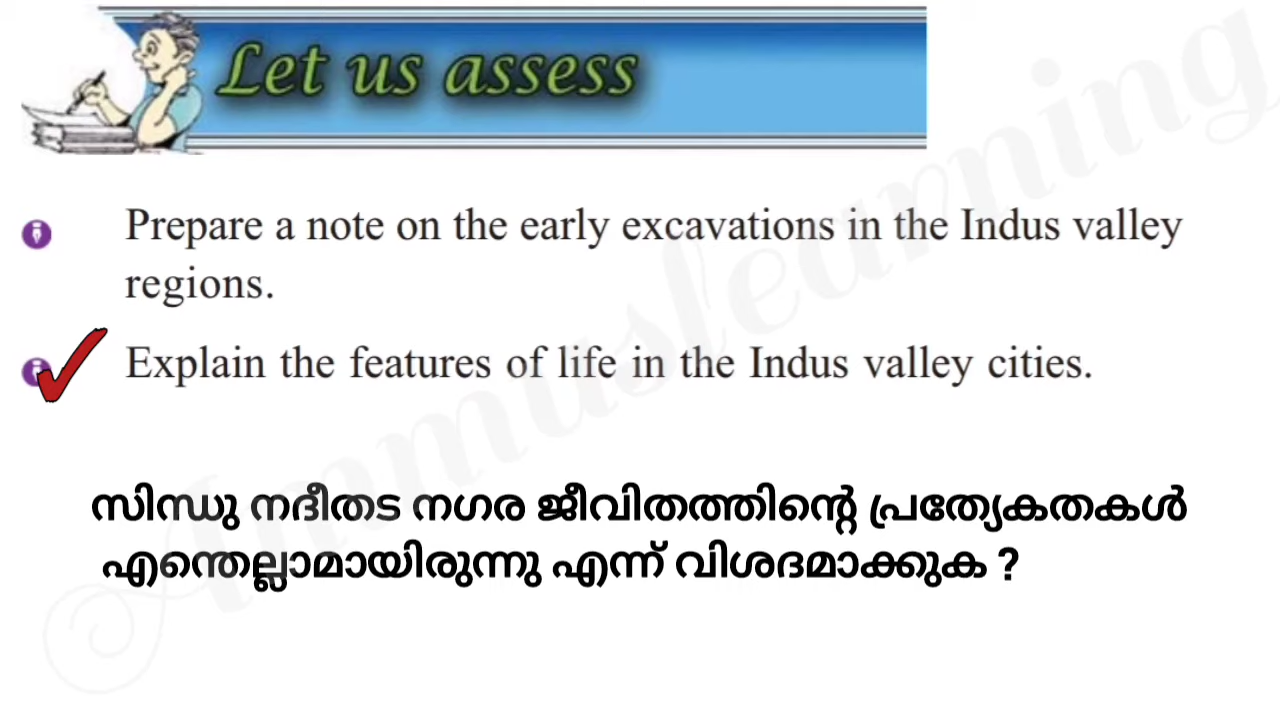 Let us assess
Prepare a note on the early excavations in the Indus valley
regions.
Explain the features of life in the Indus valley cities.
സിന്ധു നദീതട നഗര ജീവിതത്തിന്റെ പ്രത്യേകതകൾ
എന്തെല്ലാമായിരുന്നു എന്ന് വിശദമാക്കുക ?
Ammuslearning